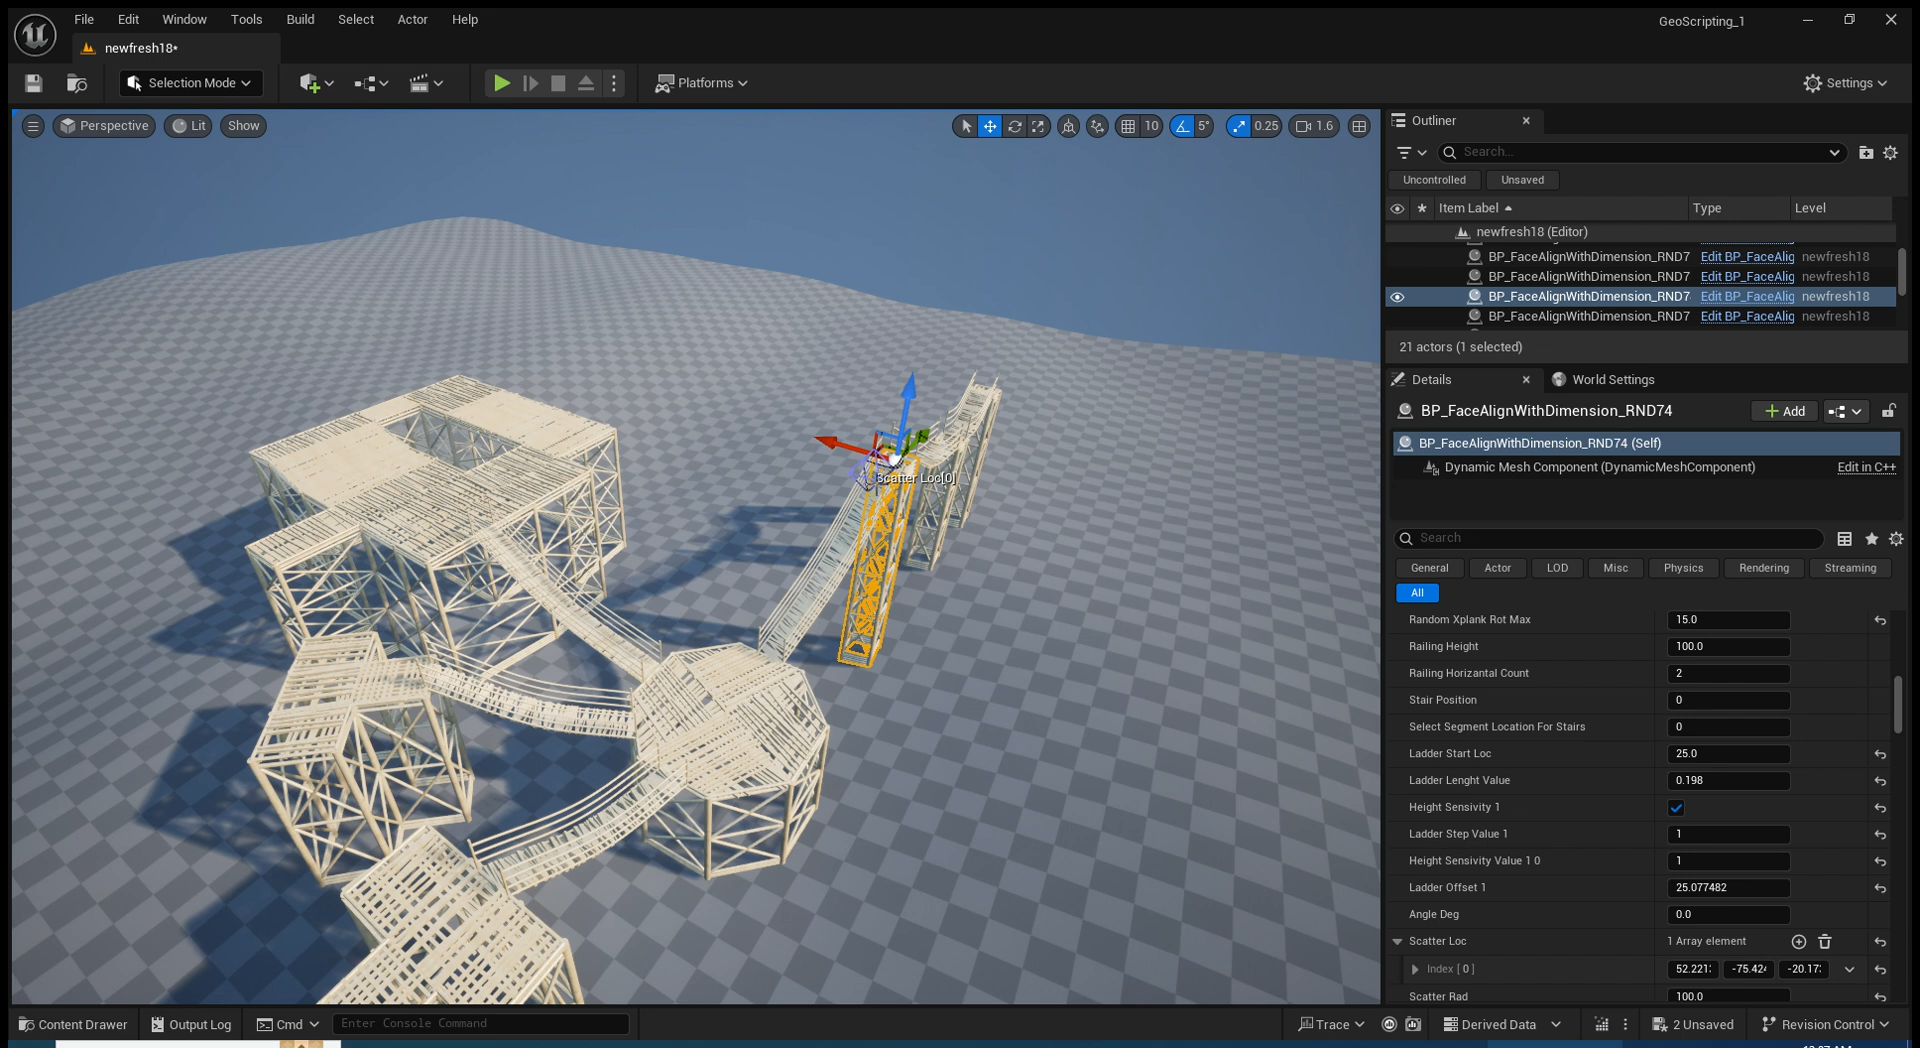 File Edit Window Tools Build Select Actor Help
GeoScripting_1
newfresh18*
Selection Mode
Platforms
Settings
Perspective Lit Show
10 5° 0.25 1.6
Scatter Loc[0]
Outliner
Search...
Uncontrolled Unsaved
Item Label Type Level
newfresh18 (Editor)
BP_FaceAlignWithDimension_RND7 Edit BP_FaceAlig newfresh18
BP_FaceAlignWithDimension_RND7 Edit BP_FaceAlig newfresh18
BP_FaceAlignWithDimension_RND7 Edit BP_FaceAlig newfresh18
BP_FaceAlignWithDimension_RND7 Edit BP_FaceAlig newfresh18
21 actors (1 selected)
Details World Settings
BP_FaceAlignWithDimension_RND74 Add
BP_FaceAlignWithDimension_RND74 (Self)
Dynamic Mesh Component (DynamicMeshComponent) Edit in C++
Search
General Actor LOD Misc Physics Rendering Streaming
All
Random Xplank Rot Max 15.0
Railing Height 100.0
Railing Horizantal Count 2
Stair Position 0
Select Segment Location For Stairs 0
Ladder Start Loc 25.0
Ladder Lenght Value 0.198
Height Sensivity 1
Ladder Step Value 1 1
Height Sensivity Value 1 0 1
Ladder Offset 1 25.077482
Angle Deg 0.0
Scatter Loc 1 Array element
Index [ 0 ] 52.221 -75.42 -20.17
Scatter Rad 100.0
Content Drawer Output Log Cmd Enter Console Command
Trace Derived Data 2 Unsaved Revision Control